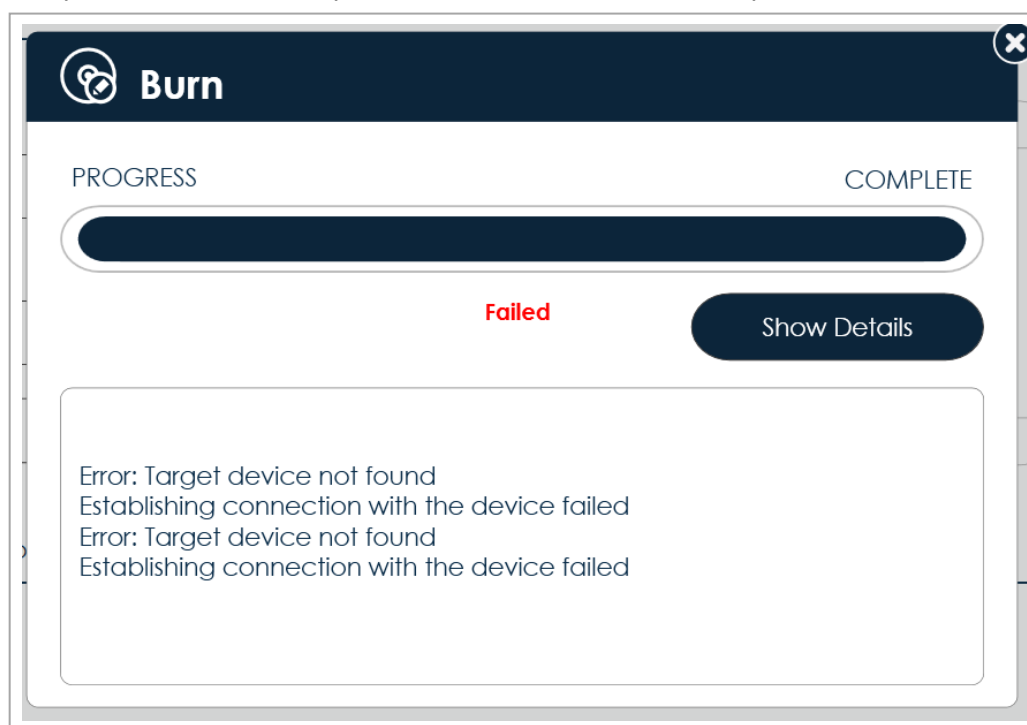 Burn
PROGRESS
COMPLETE
Failed
Show Details
Error: Target device not found
Establishing connection with the device failed
Error: Target device not found
Establishing connection with the device failed